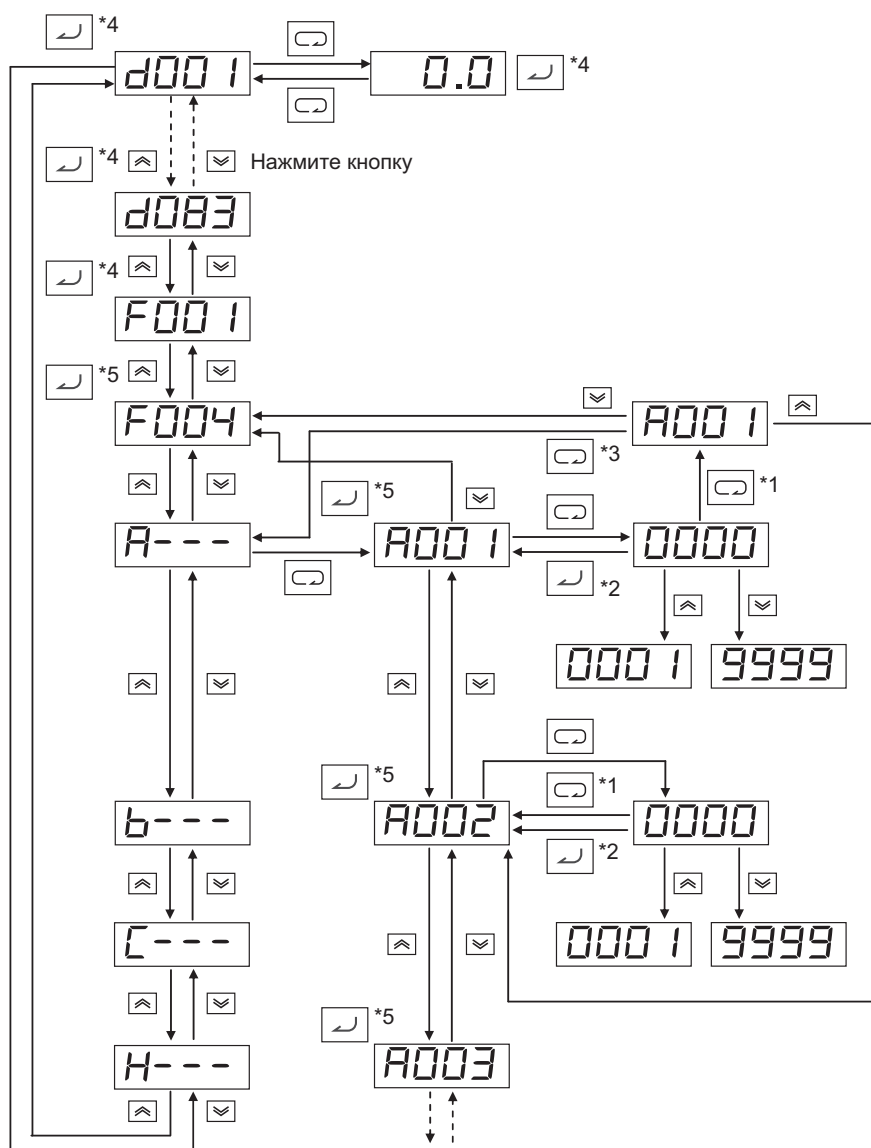 *4
d001
0.0
*4
*4
Нажмите кнопку
d083
*4
F001
*5
F004
A001
*3
*5
*1
A---
A001
0000
*2
0001
9999
*5
*1
b---
A002
0000
*2
C---
0001
9999
*5
H---
A003